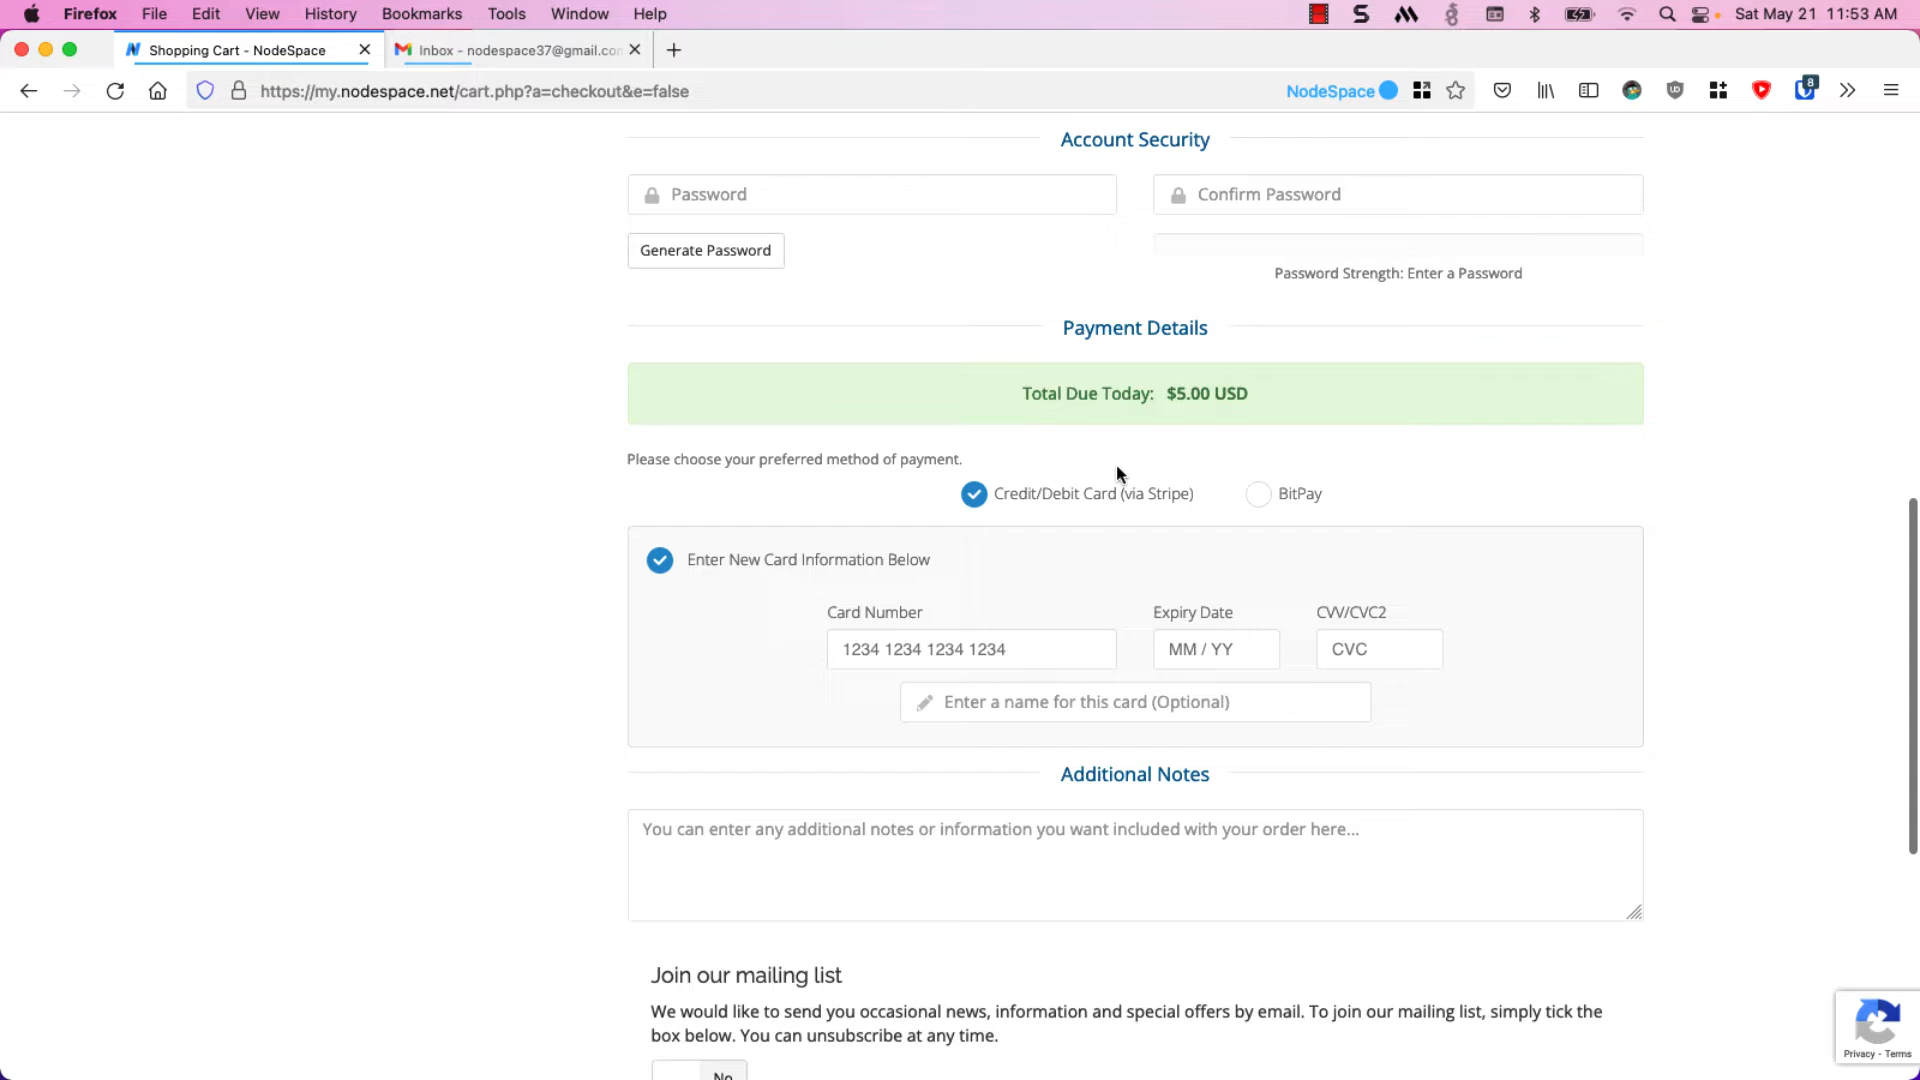 Firefox File Edit View History Bookmarks Tools Window Help Sat May 21 11:53 AM
Shopping Cart - NodeSpace Inbox - nodespace37@gmail.co
https://my.nodespace.net/cart.php?a=checkout&e=false NodeSpace 8
Account Security
Password Confirm Password
Generate Password
Password Strength: Enter a Password
Payment Details
Total Due Today: $5.00 USD
Please choose your preferred method of payment.
Credit/Debit Card (via Stripe) BitPay
Enter New Card Information Below
Card Number Expiry Date CVV/CVC2
1234 1234 1234 1234 MM / YY CVC
Enter a name for this card (Optional)
Additional Notes
You can enter any additional notes or information you want included with your order here...
Join our mailing list
We would like to send you occasional news, information and special offers by email. To join our mailing list, simply tick the
box below. You can unsubscribe at any time.
Privacy - Terms
No